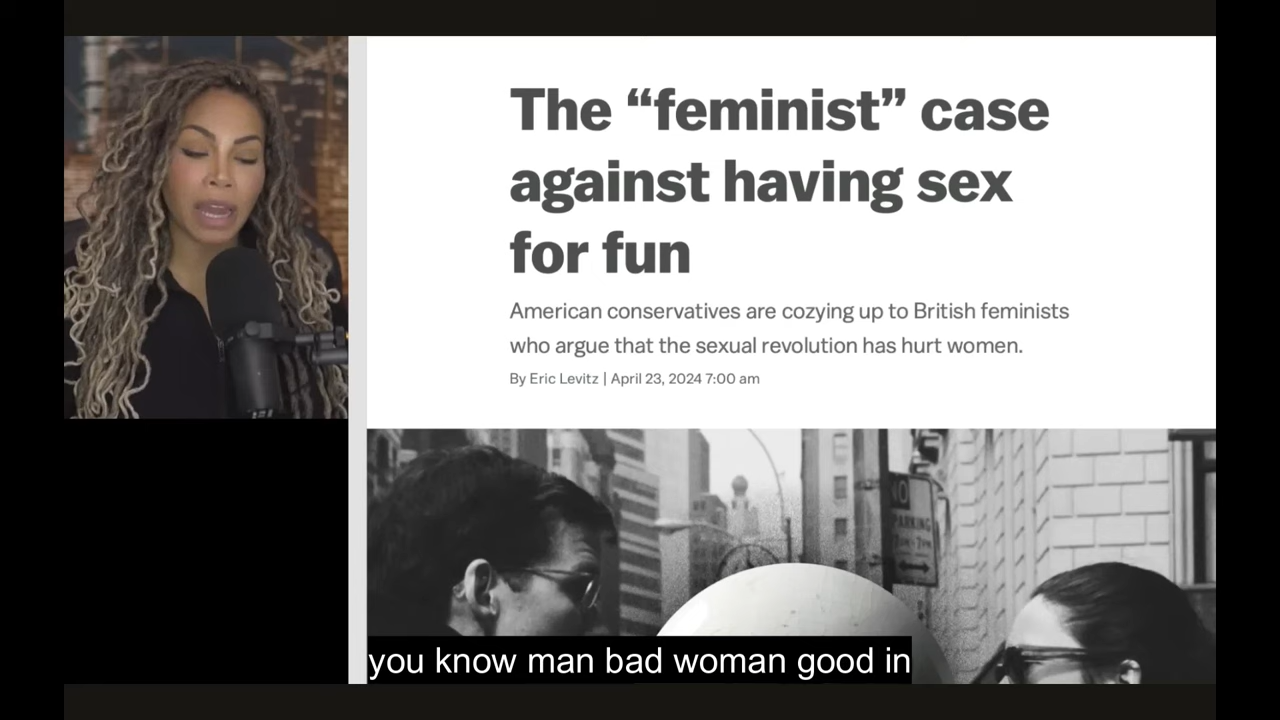 The “feminist” case
against having sex
for fun
American conservatives are cozying up to British feminists
who argue that the sexual revolution has hurt women.
By Eric Levitz | April 23, 2024 7:00 am
NO
PARKING
you know man bad woman good in